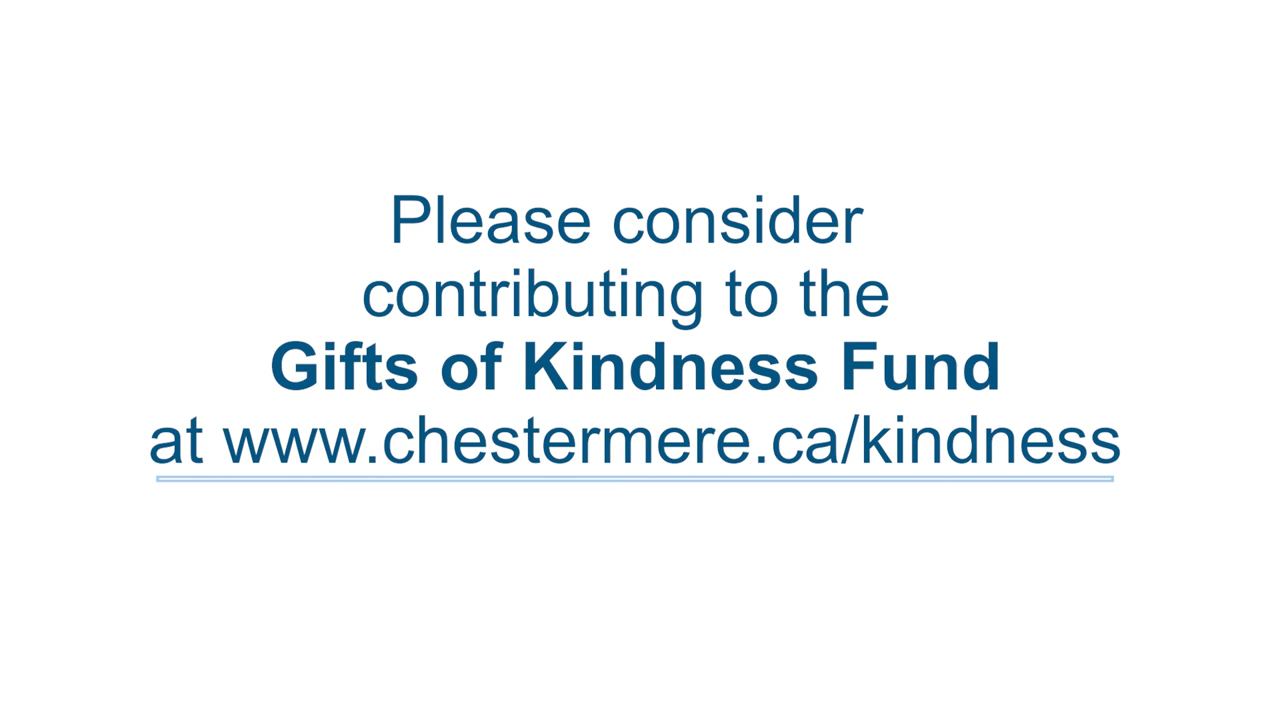 Please consider
contributing to the
Gifts of Kindness Fund
at www.chestermere.ca/kindness